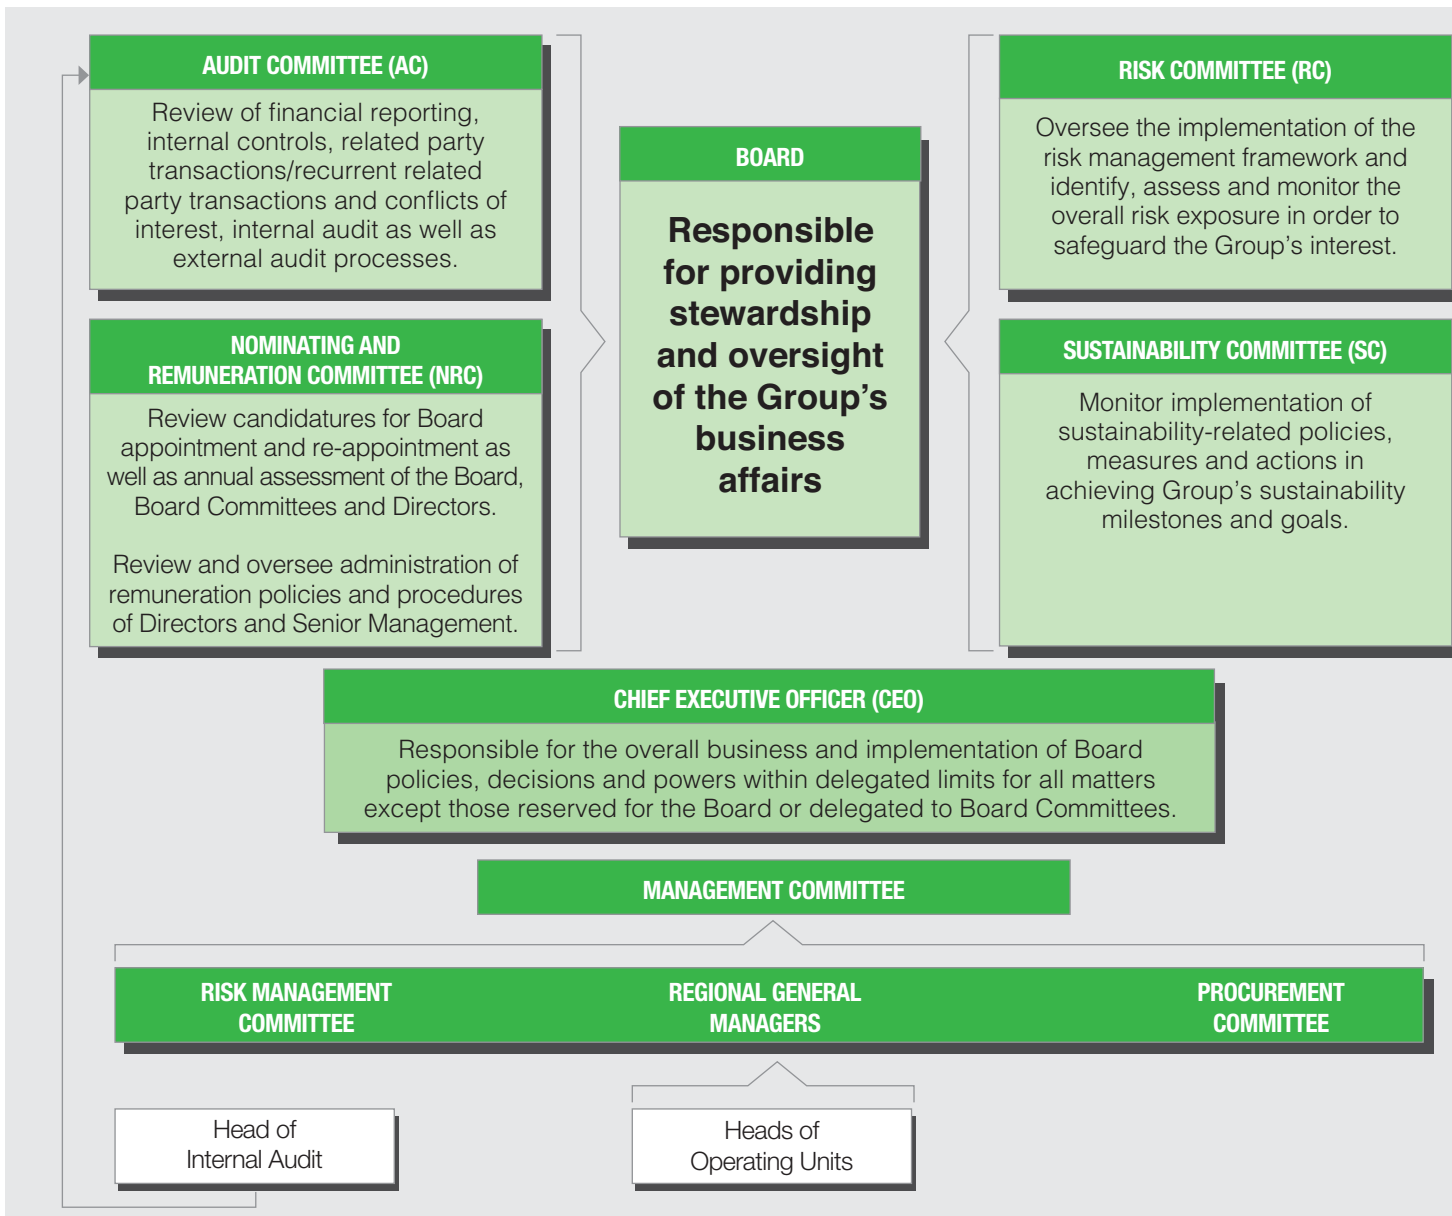 AUDIT COMMITTEE (AC)
Review of financial reporting,
internal controls, related party
transactions/recurrent related
party transactions and conflicts of
interest, internal audit as well as
external audit processes.
NOMINATING AND
REMUNERATION COMMITTEE (NRC)
Review candidatures for Board
appointment and re-appointment as
well as annual assessment of the Board,
Board Committees and Directors.
Review and oversee administration of
remuneration policies and procedures
of Directors and Senior Management.
BOARD
Responsible
for providing
stewardship
and oversight
of the Group’s
business
affairs
RISK COMMITTEE (RC)
Oversee the implementation of the
risk management framework and
identify, assess and monitor the
overall risk exposure in order to
safeguard the Group’s interest.
SUSTAINABILITY COMMITTEE (SC)
Monitor implementation of
sustainability-related policies,
measures and actions in
achieving Group’s sustainability
milestones and goals.
CHIEF EXECUTIVE OFFICER (CEO)
Responsible for the overall business and implementation of Board
policies, decisions and powers within delegated limits for all matters
except those reserved for the Board or delegated to Board Committees.
MANAGEMENT COMMITTEE
RISK MANAGEMENT
COMMITTEE
REGIONAL GENERAL
MANAGERS
PROCUREMENT
COMMITTEE
Head of
Internal Audit
Heads of
Operating Units